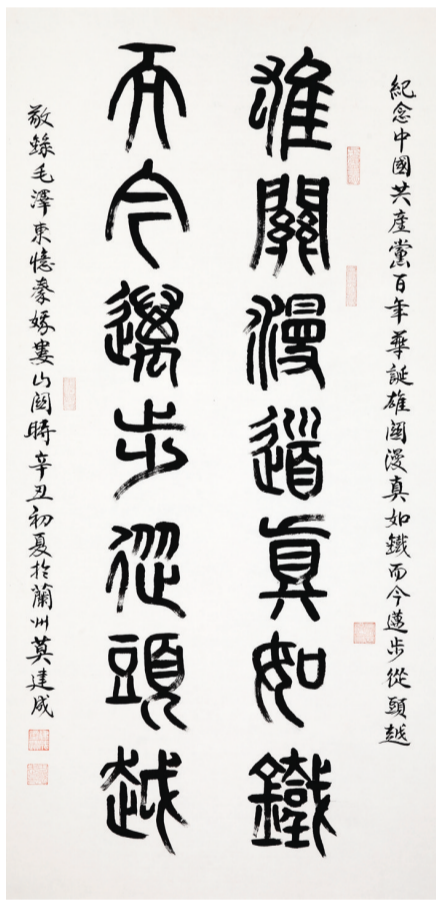 紀念中國共產黨百年華誕雄關漫真如鐵而今邁步從頭越
雄關漫道真如鐵
而今邁步從頭越
敬錄毛澤東憶秦娥婁山關時辛丑初夏於蘭州莫建成